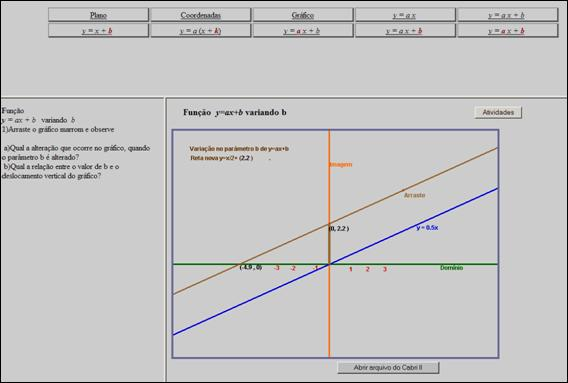 Plano Coordenadas Gráfico y = a x y = a x + b
y = x + b y = a (x + k) y = a x + b y = a x + b y = a x + b
Função
y = ax + b variando b
1)Arraste o gráfico marrom e observe
a)Qual a alteração que ocorre no gráfico, quando
o parâmetro b é alterado?
b)Qual a relação entre o valor de b e o
deslocamento vertical do gráfico?
Função y=ax+b variando b
Atividades
Variação no parâmetro b de y=ax+b
Reta nova y=x/2+ (2.2 )
Imagem
Arraste
(0, 2.2 )
y = 0.5x
(-4.9 , 0) -3 -2 -1 1 2 3 Domínio
Abrir arquivo do Cabri II